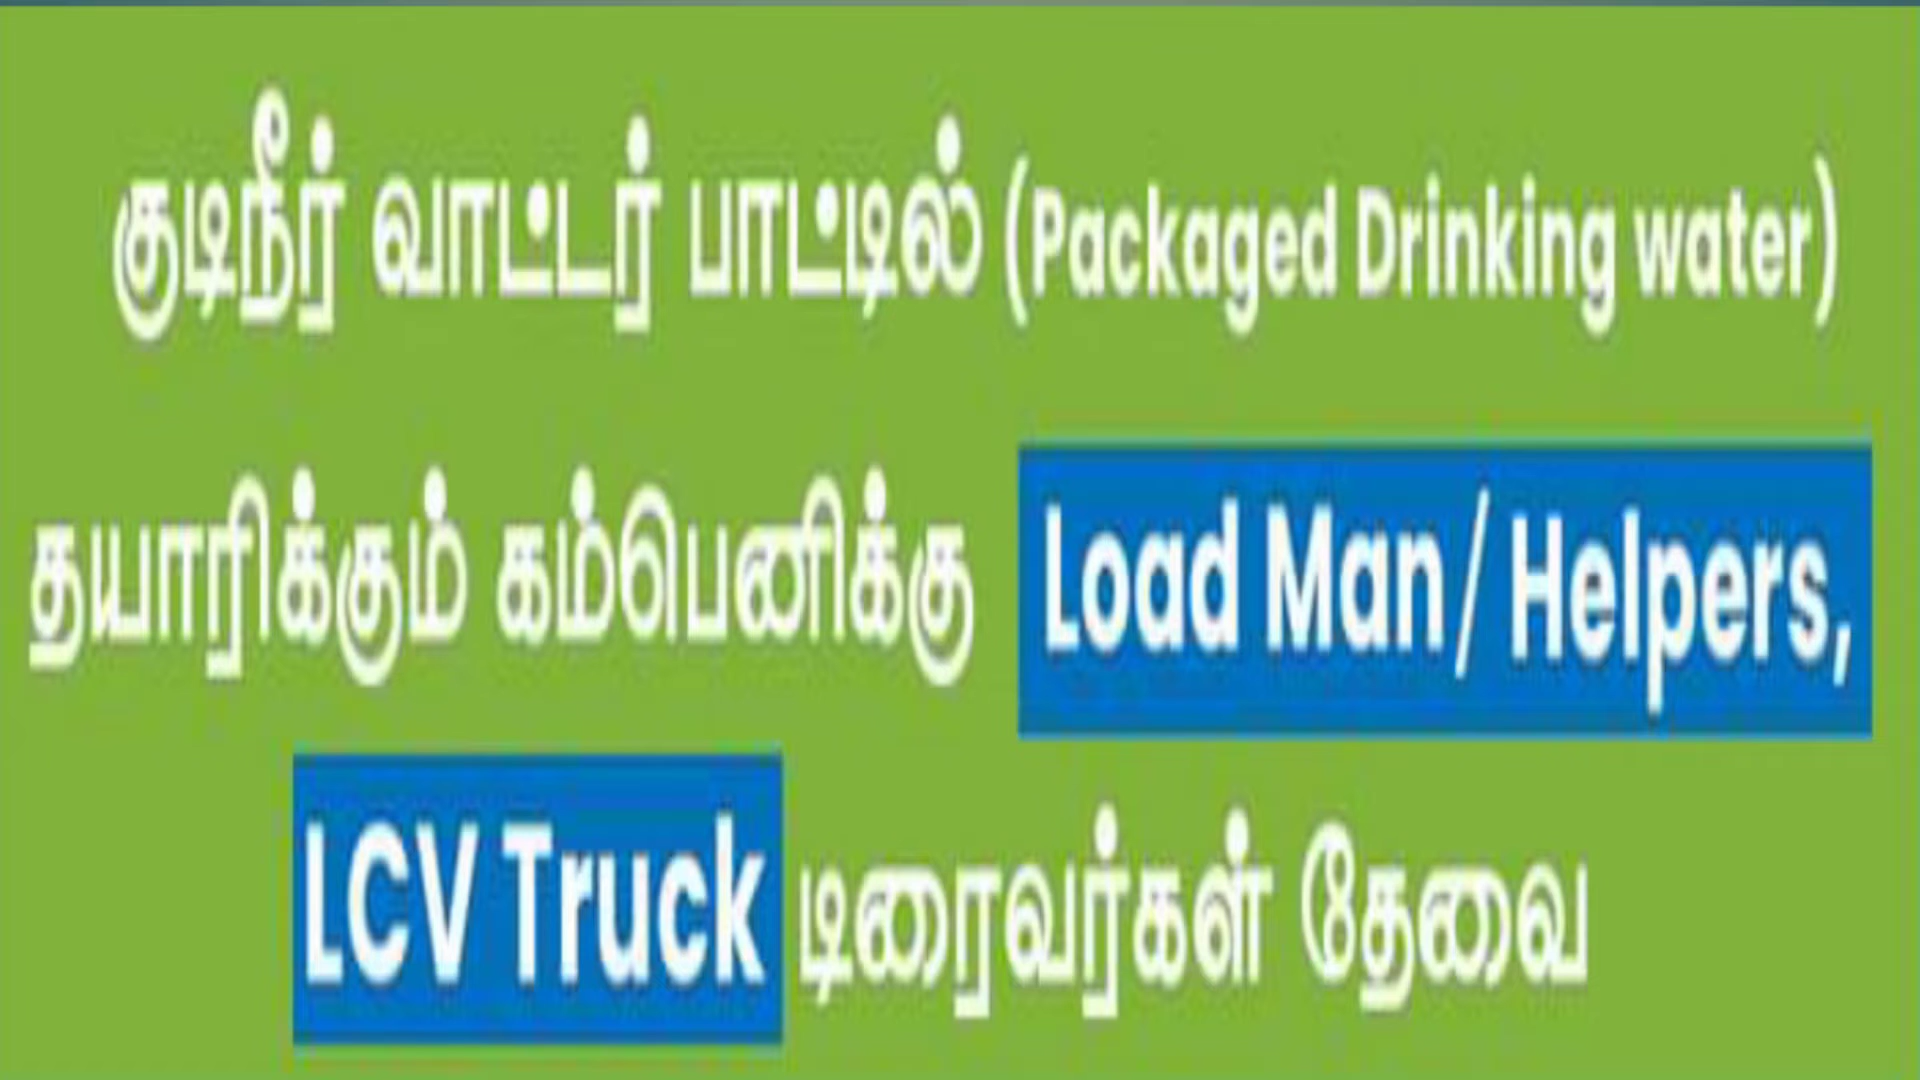 குடிநீர் வாட்டர் பாட்டில் (Packaged Drinking water)
தயாரிக்கும் கம்பெனிக்கு Load Man / Helpers,
LCV Truck டிரைவர்கள் தேவை